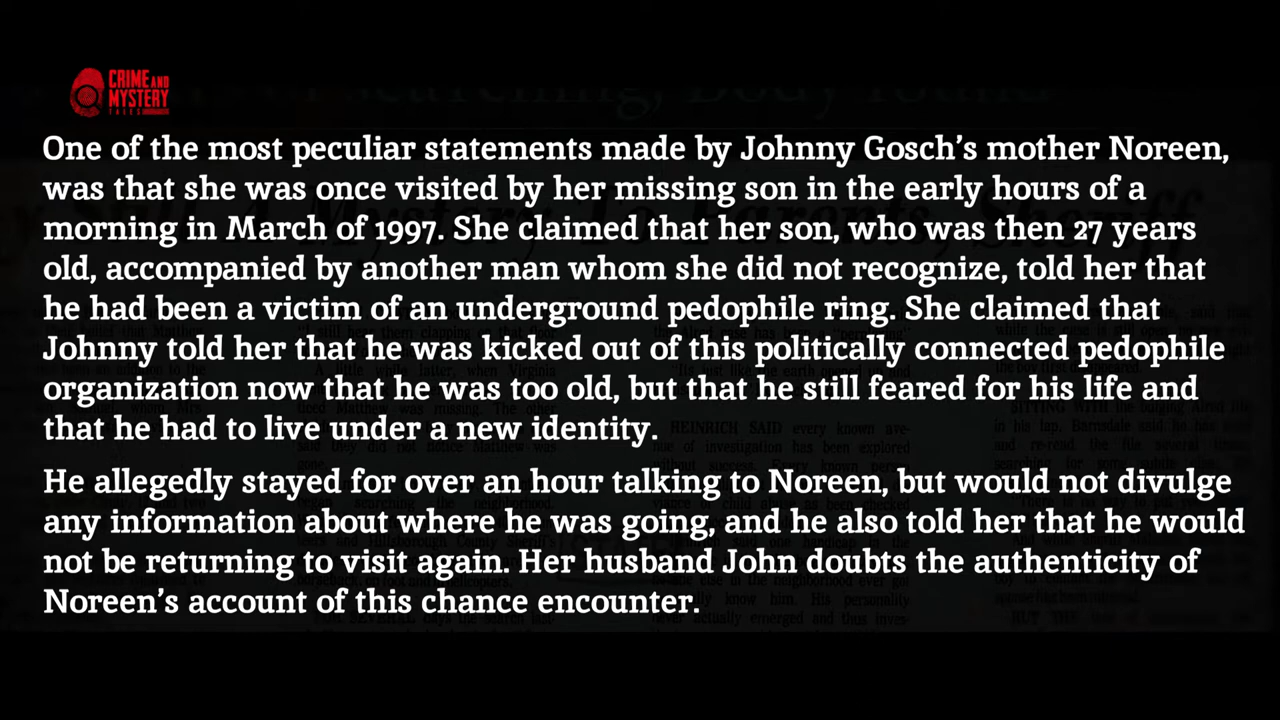 CRIME AND
MYSTERY
TALES
One of the most peculiar statements made by Johnny Gosch's mother Noreen,
was that she was once visited by her missing son in the early hours of a
morning in March of 1997. She claimed that her son, who was then 27 years
old, accompanied by another man whom she did not recognize, told her that
he had been a victim of an underground pedophile ring. She claimed that
Johnny told her that he was kicked out of this politically connected pedophile
organization now that he was too old, but that he still feared for his life and
that he had to live under a new identity.
He allegedly stayed for over an hour talking to Noreen, but would not divulge
any information about where he was going, and he also told her that he would
not be returning to visit again. Her husband John doubts the authenticity of
Noreen's account of this chance encounter.